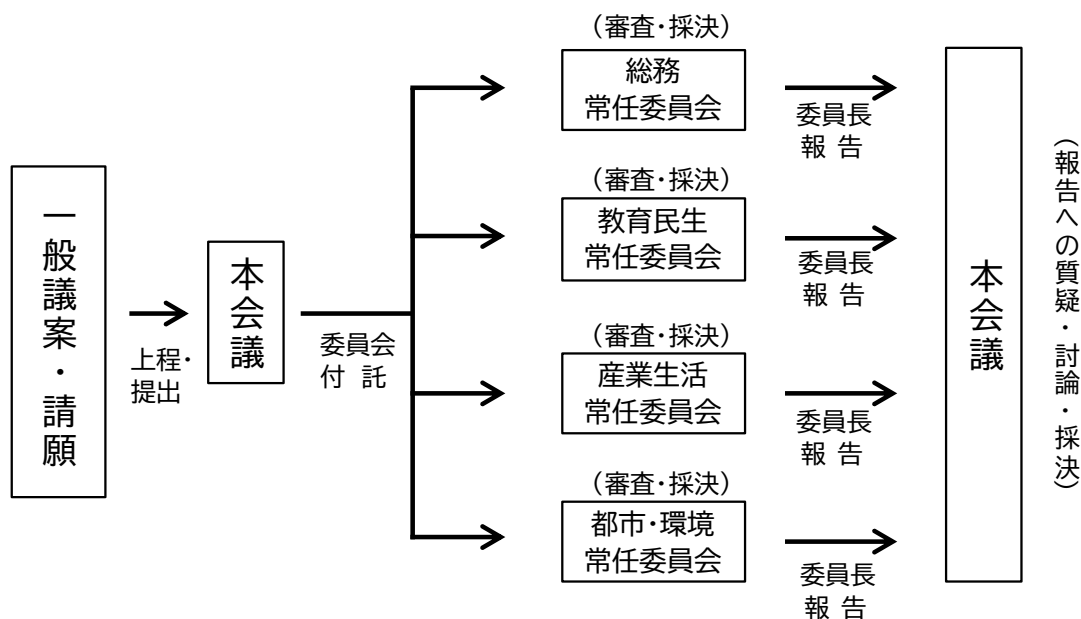 一般議案・請願
上程・
提出
本会議
委員会
付 託
（審査・採決）
総務
常任委員会
委員長
報 告
（審査・採決）
教育民生
常任委員会
委員長
報 告
（審査・採決）
産業生活
常任委員会
委員長
報 告
（審査・採決）
都市・環境
常任委員会
委員長
報 告
本会議
（報告への質疑・討論・採決）